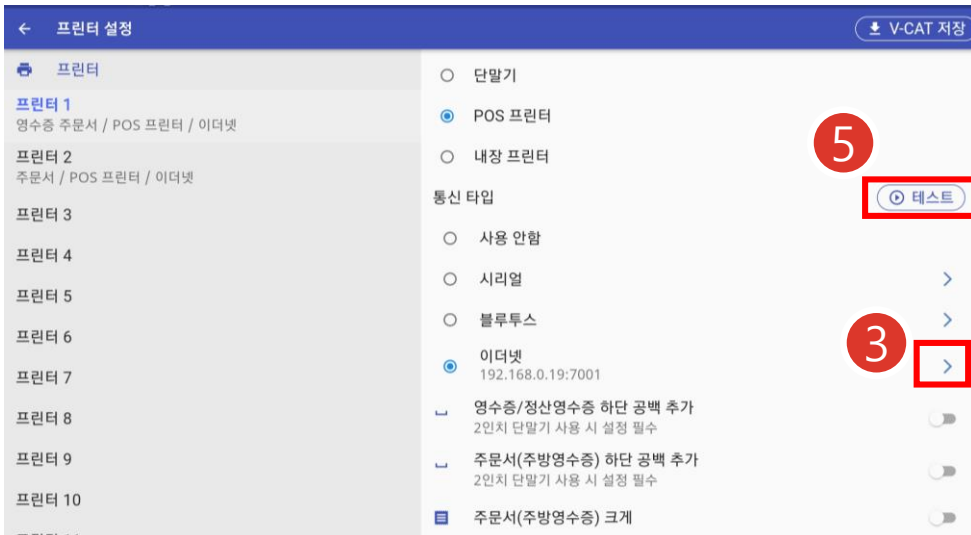 프린터 설정
V-CAT 저장
프린터
프린터 1
영수증 주문서 / POS 프린터 / 이더넷
프린터 2
주문서 / POS 프린터 / 이더넷
프린터 3
프린터 4
프린터 5
프린터 6
프린터 7
프린터 8
프린터 9
프린터 10
단말기
POS 프린터
내장 프린터
5
통신 타입
테스트
사용 안함
시리얼
블루투스
이더넷
192.168.0.19:7001
3
영수증/정산영수증 하단 공백 추가
2인치 단말기 사용 시 설정 필수
주문서(주방영수증) 하단 공백 추가
2인치 단말기 사용 시 설정 필수
주문서(주방영수증) 크게